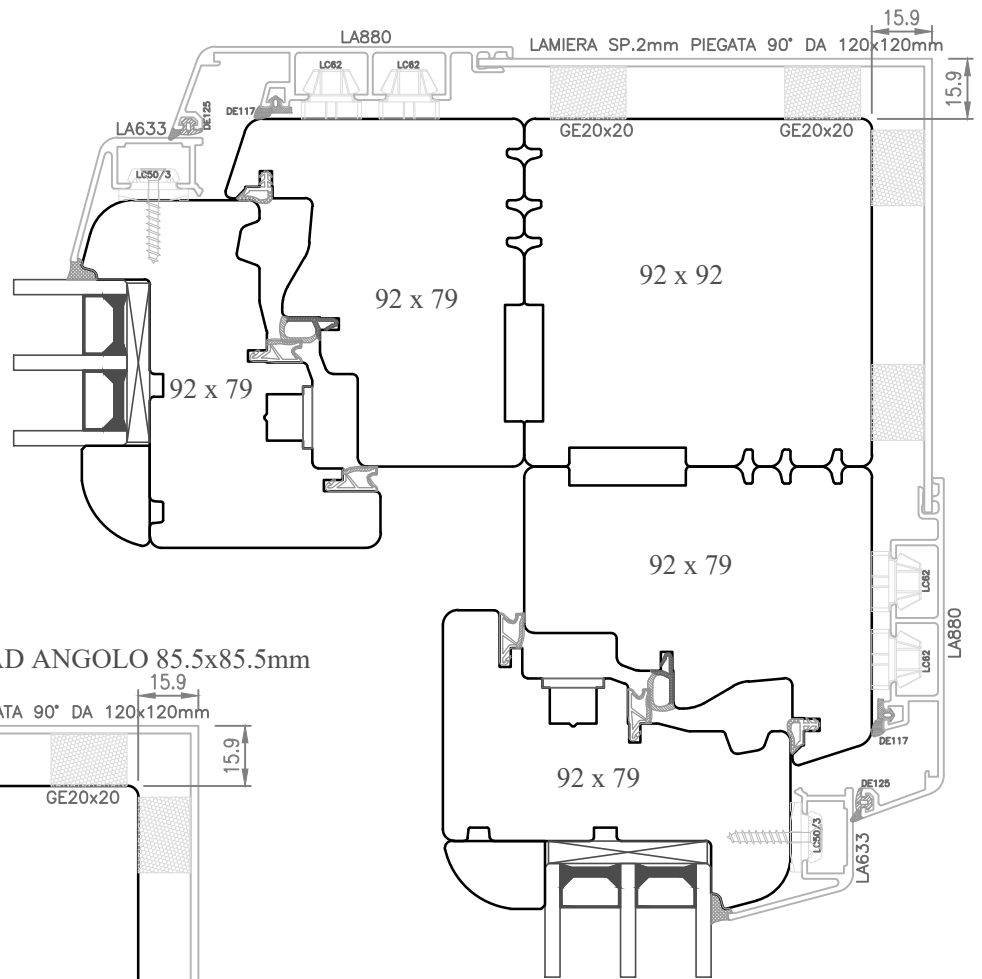 15.9
LA880
LAMIERA SP.2mm PIEGATA 90° DA 120x120mm
15.9
LC62
LC62
DE117
DE125
LA633
GE20x20
GE20x20
LC50/3
92 x 79
92 x 92
92 x 79
92 x 79
LC62
LC62
LA880
DE117
92 x 79
DE125
LC50/3
LA633
AD ANGOLO 85.5x85.5mm
15.9
ATA 90° DA 120x120mm
15.9
GE20x20